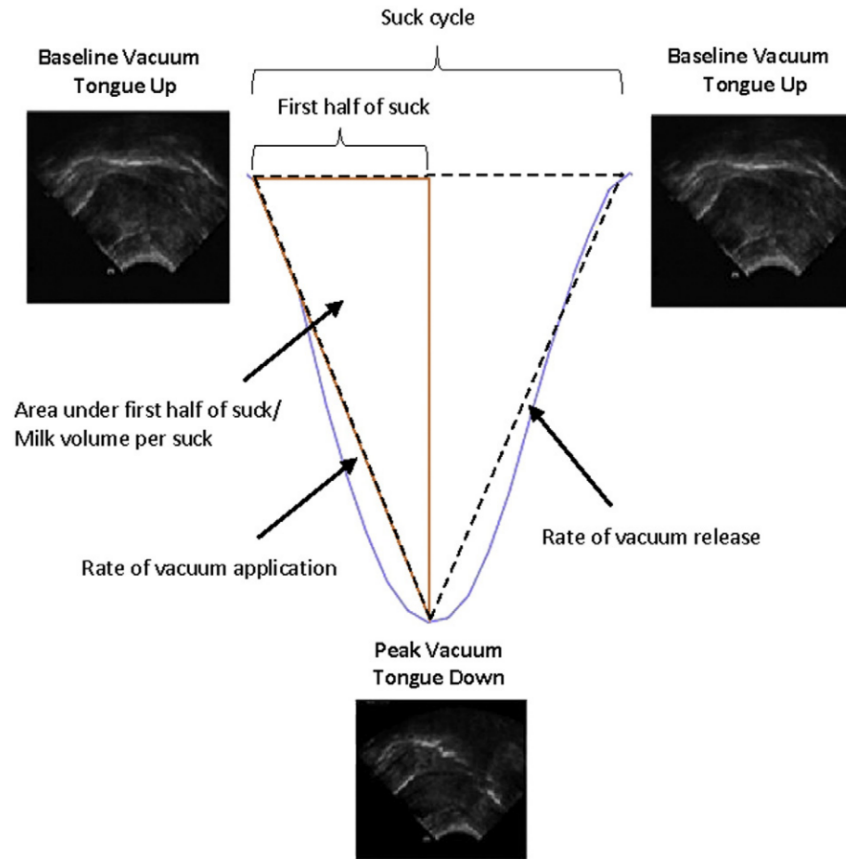 Suck cycle
Baseline Vacuum
Tongue Up
Baseline Vacuum
Tongue Up
First half of suck
Area under first half of suck/
Milk volume per suck
Rate of vacuum application
Rate of vacuum release
Peak Vacuum
Tongue Down